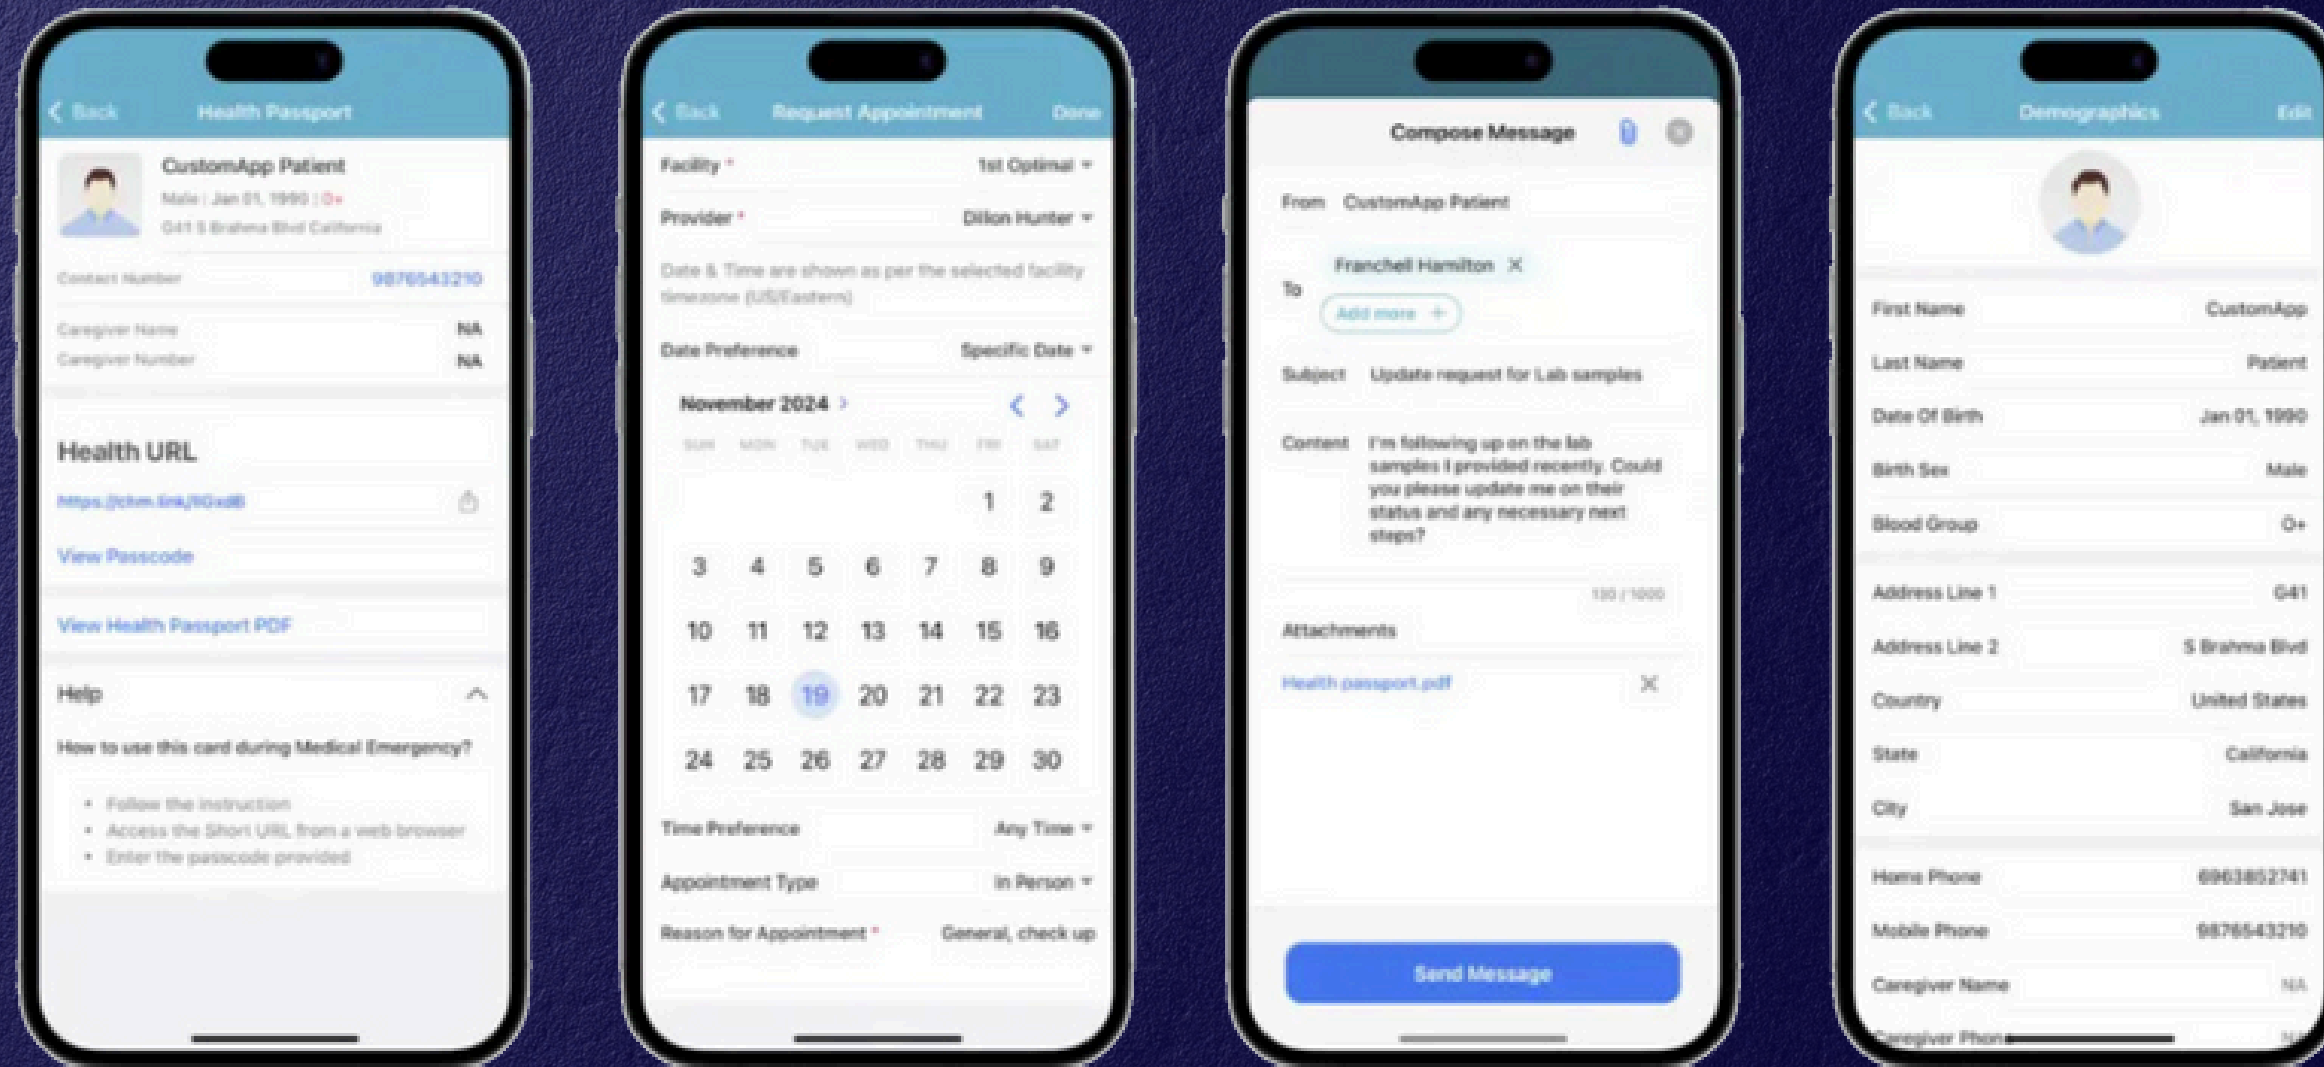 Back Health Passport
CustomApp Patient
Male | Jan 01, 1990 | O+
G41 S Brahma Blvd California
Contact Number 9876543210
Caregiver Name NA
Caregiver Number NA
Health URL
View Passcode
View Health Passport PDF
Help
How to use this card during Medical Emergency?
• Follow the instruction
• Access the Short URL from a web browser
• Enter the passcode provided
Back Request Appointment Done
Facility * 1st Optimal
Provider * Dillon Hunter
Date & Time are shown as per the selected facility
timezone (US/Eastern)
Date Preference Specific Date
November 2024
SUN MON TUE WED THU FRI SAT
1 2
3 4 5 6 7 8 9
10 11 12 13 14 15 16
17 18 19 20 21 22 23
24 25 26 27 28 29 30
Time Preference Any Time
Appointment Type In Person
Reason for Appointment * General, check up
Compose Message
From CustomApp Patient
To Franchell Hamilton
Add more +
Subject Update request for Lab samples
Content I'm following up on the lab
samples I provided recently. Could
you please update me on their
status and any necessary next
steps?
Attachments
Health passport.pdf
Send Message
Back Demographics Edit
First Name CustomApp
Last Name Patient
Date Of Birth Jan 01, 1990
Birth Sex Male
Blood Group O+
Address Line 1 G41
Address Line 2 S Brahma Blvd
Country United States
State California
City San Jose
Home Phone 6963852741
Mobile Phone 9876543210
Caregiver Name NA
Caregiver Phon